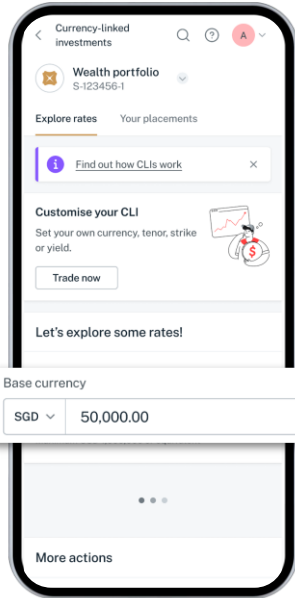 Currency-linked
investments
A
Wealth portfolio
S-123456-1
Explore rates
Your placements
Find out how CLIs work
Customise your CLI
Set your own currency, tenor, strike
or yield.
Trade now
Let's explore some rates!
Base currency
SGD
50,000.00
More actions